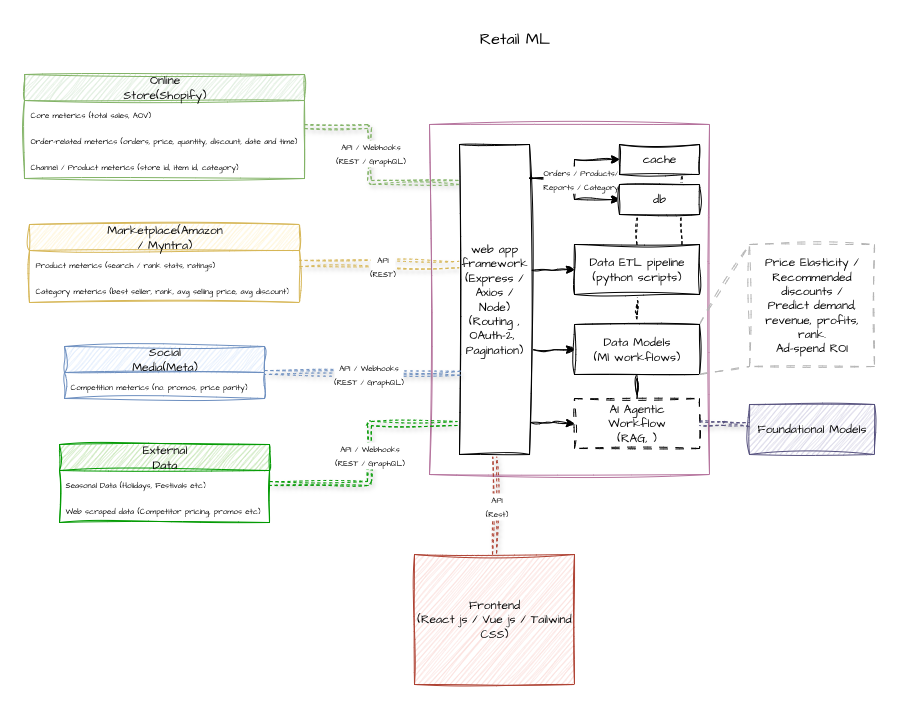 Retail ML
Online
Store(Shopify)
Core meterics (total sales, AOV)
Order-related metrics (orders, price, quantity, discount, date and time)
Channel / Product meterics (store id, item id, category)
API / Webhooks
(REST / GraphQL)
Marketplace(Amazon
/ Myntra)
Product metrics (search / rank stats, ratings)
Category metrics (best seller, rank, avg selling price, avg discount)
API
(REST)
Social
Media(Meta)
Competition metrics (no. promos, price parity)
API / Webhooks
(REST / GraphQL)
External
Data
Seasonal Data (Holidays, Festivals etc)
Web scraped data (Competitor pricing, promos etc)
API / Webhooks
(REST / GraphQL)
web app
framework
(Express /
Axios /
Node)
(Routing ,
OAuth-2,
Pagination)
Orders / Products/
Reports / Category
cache
db
Data ETL pipeline
(python scripts)
Data Models
(Ml workflows)
AI Agentic
Workflow
(RAG, )
Price Elasticity /
Recommended
discounts /
Predict demand,
revenue, profits,
rank.
Ad-spend ROI
Foundational Models
API
(Rest)
Frontend
(React js / Vue js / Tailwind
CSS)